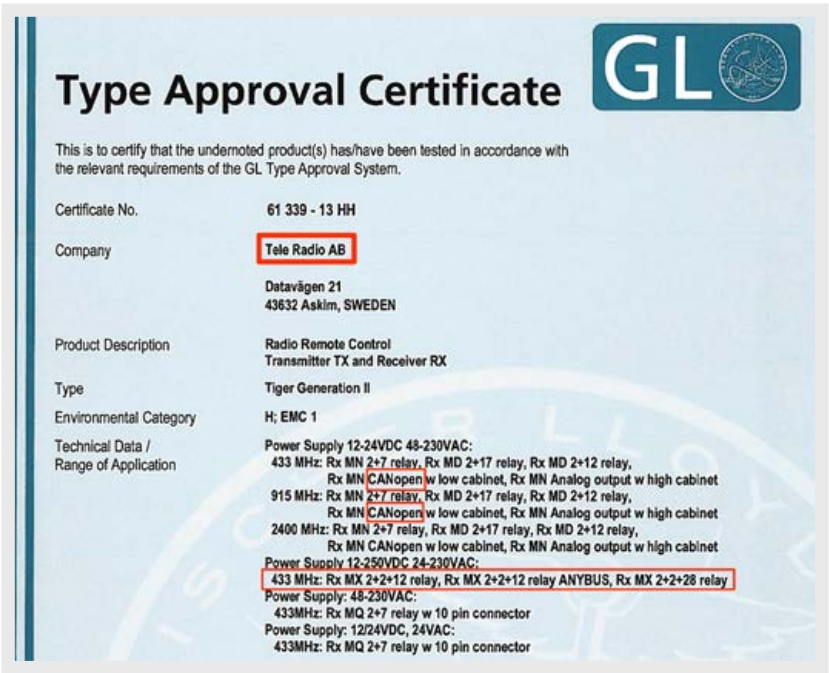 GL
Type Approval Certificate
This is to certify that the undernoted product(s) has/have been tested in accordance with
the relevant requirements of the GL Type Approval System.
Certificate No. 61 339 - 13 HH
Company Tele Radio AB
Datavägen 21
43632 Askim, SWEDEN
Product Description Radio Remote Control
Transmitter TX and Receiver RX
Type Tiger Generation II
Environmental Category H; EMC 1
Technical Data / Power Supply 12-24VDC 48-230VAC:
Range of Application 433 MHz: Rx MN 2+7 relay, Rx MD 2+17 relay, Rx MD 2+12 relay,
Rx MN CANopen w low cabinet, Rx MN Analog output w high cabinet
915 MHz: Rx MN 2+7 relay, Rx MD 2+17 relay, Rx MD 2+12 relay,
Rx MN CANopen w low cabinet, Rx MN Analog output w high cabinet
2400 MHz: Rx MN 2+7 relay, Rx MD 2+17 relay, Rx MD 2+12 relay,
Rx MN CANopen w low cabinet, Rx MN Analog output w high cabinet
Power Supply 12-250VDC 24-230VAC:
433 MHz: Rx MX 2+2+12 relay, Rx MX 2+2+12 relay ANYBUS, Rx MX 2+2+28 relay
Power Supply: 48-230VAC:
433MHz: Rx MQ 2+7 relay w 10 pin connector
Power Supply: 12/24VDC, 24VAC:
433MHz: Rx MQ 2+7 relay w 10 pin connector